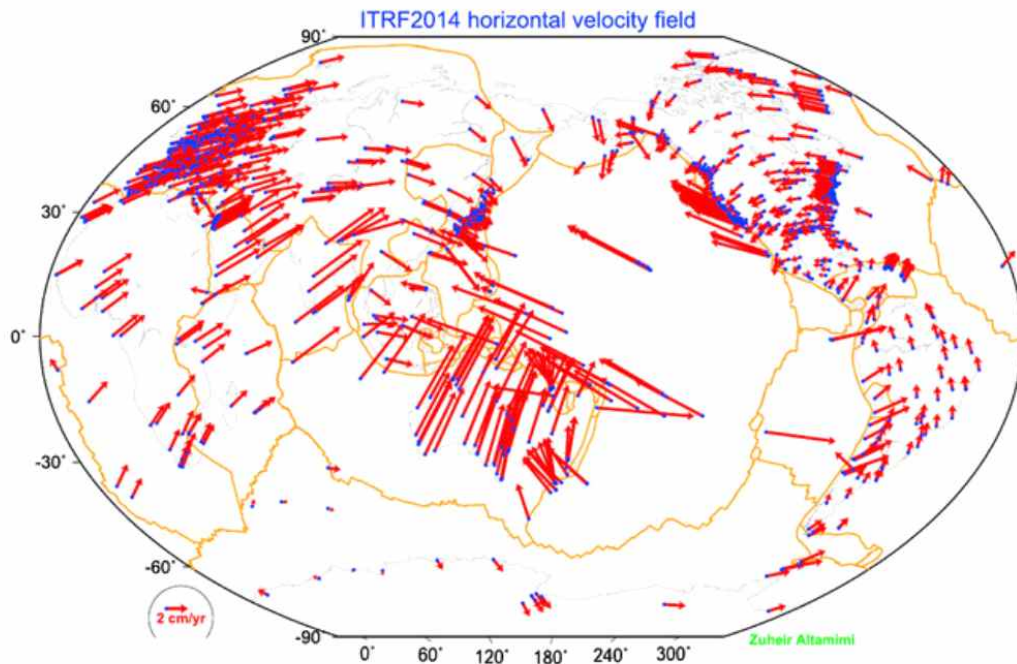 ITRF2014 horizontal velocity field
90˚
60˚
30˚
0˚
-30˚
-60˚
-90˚
2 cm/yr
Zuheir Altamimi
0˚ 60˚ 120˚ 180˚ 240˚ 300˚